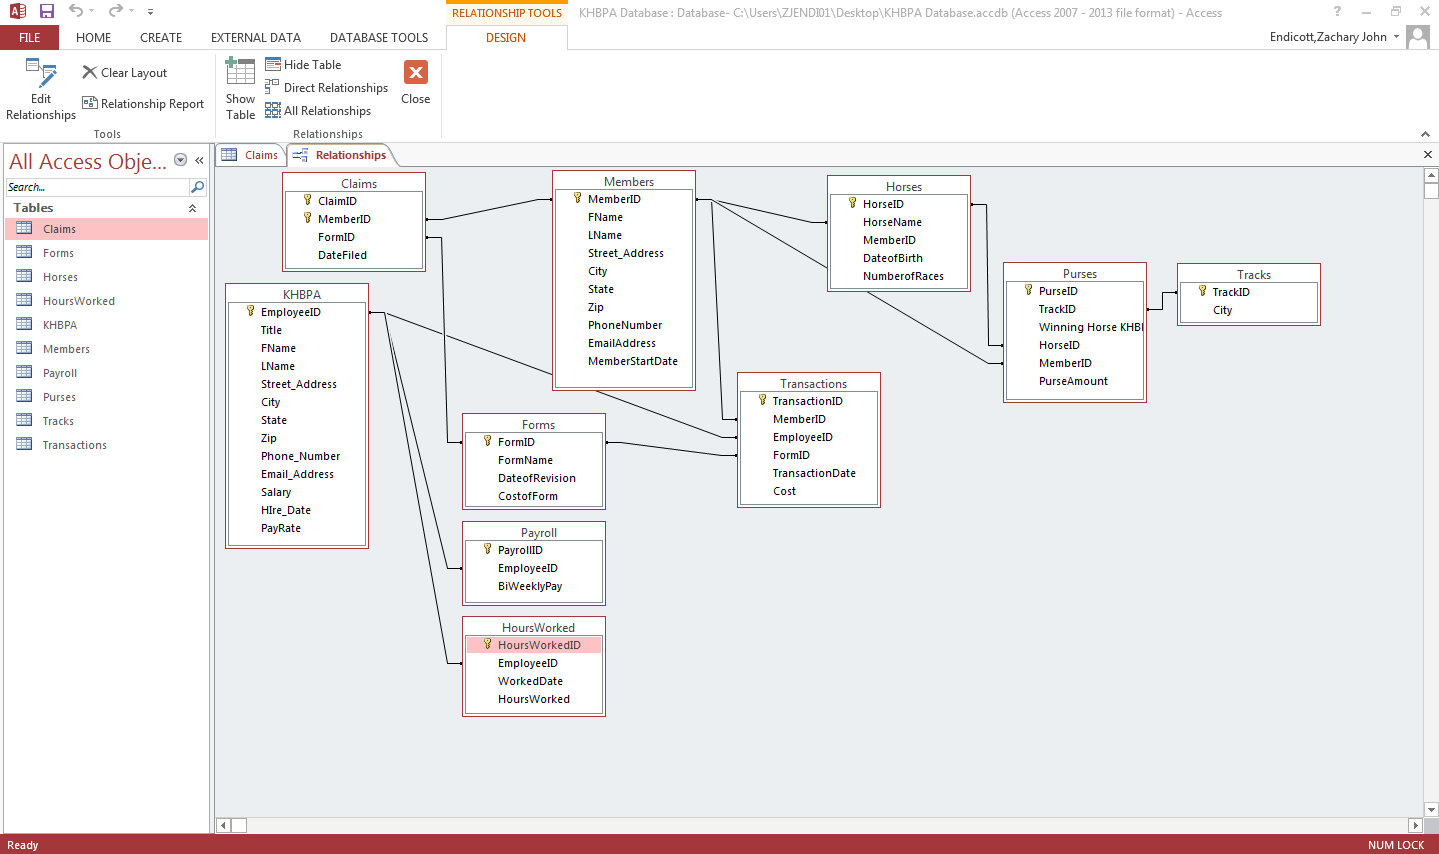 RELATIONSHIP TOOLS
KHBPA Database : Database- C:\Users\ZJENDI01\Desktop\KHBPA Database.accdb (Access 2007 - 2013 file format) - Access
FILE HOME CREATE EXTERNAL DATA DATABASE TOOLS DESIGN
Endicott,Zachary John
Edit
Relationships
Clear Layout
Relationship Report
Tools
Show
Table
Hide Table
Direct Relationships
All Relationships
Close
Relationships
All Access Obje...
Search...
Tables
Claims
Forms
Horses
HoursWorked
KHBPA
Members
Payroll
Purses
Tracks
Transactions
Claims
Relationships
Claims
ClaimID
MemberID
FormID
DateFiled
Members
MemberID
FName
LName
Street_Address
City
State
Zip
PhoneNumber
EmailAddress
MemberStartDate
Horses
HorseID
HorseName
MemberID
DateofBirth
NumberofRaces
Purses
PurseID
TrackID
Winning Horse KHBI
HorseID
MemberID
PurseAmount
Tracks
TrackID
City
KHBPA
EmployeeID
Title
FName
LName
Street_Address
City
State
Zip
Phone_Number
Email_Address
Salary
HIre_Date
PayRate
Transactions
TransactionID
MemberID
EmployeeID
FormID
TransactionDate
Cost
Forms
FormID
FormName
DateofRevision
CostofForm
Payroll
PayrollID
EmployeeID
BiWeeklyPay
HoursWorked
HoursWorkedID
EmployeeID
WorkedDate
HoursWorked
Ready
NUM LOCK